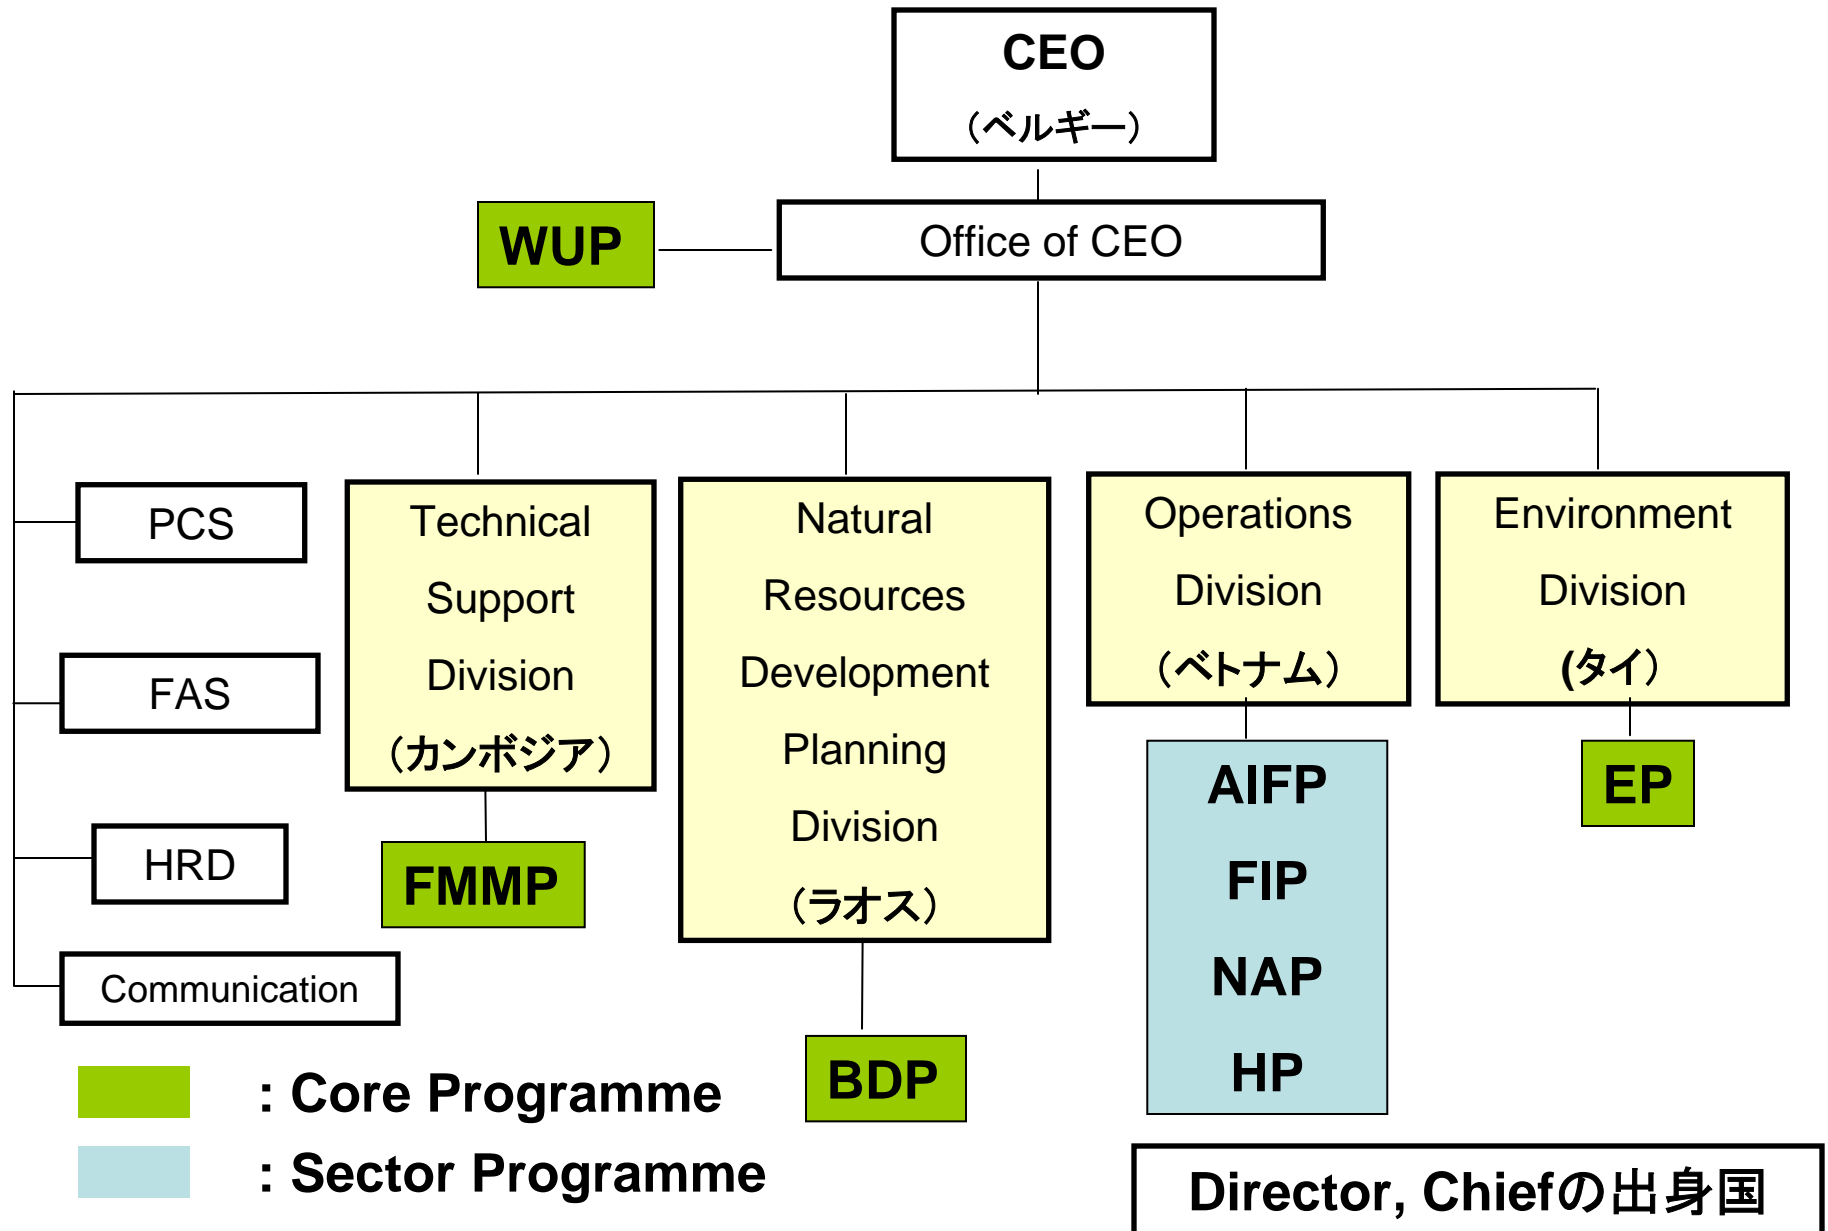 CEO
（ベルギー）
WUP
Office of CEO
PCS
FAS
HRD
Communication
Technical
Support
Division
（カンボジア）
FMMP
Natural
Resources
Development
Planning
Division
（ラオス）
BDP
Operations
Division
（ベトナム）
AIFP
FIP
NAP
HP
Environment
Division
(タイ）
EP
: Core Programme
: Sector Programme
Director, Chiefの出身国